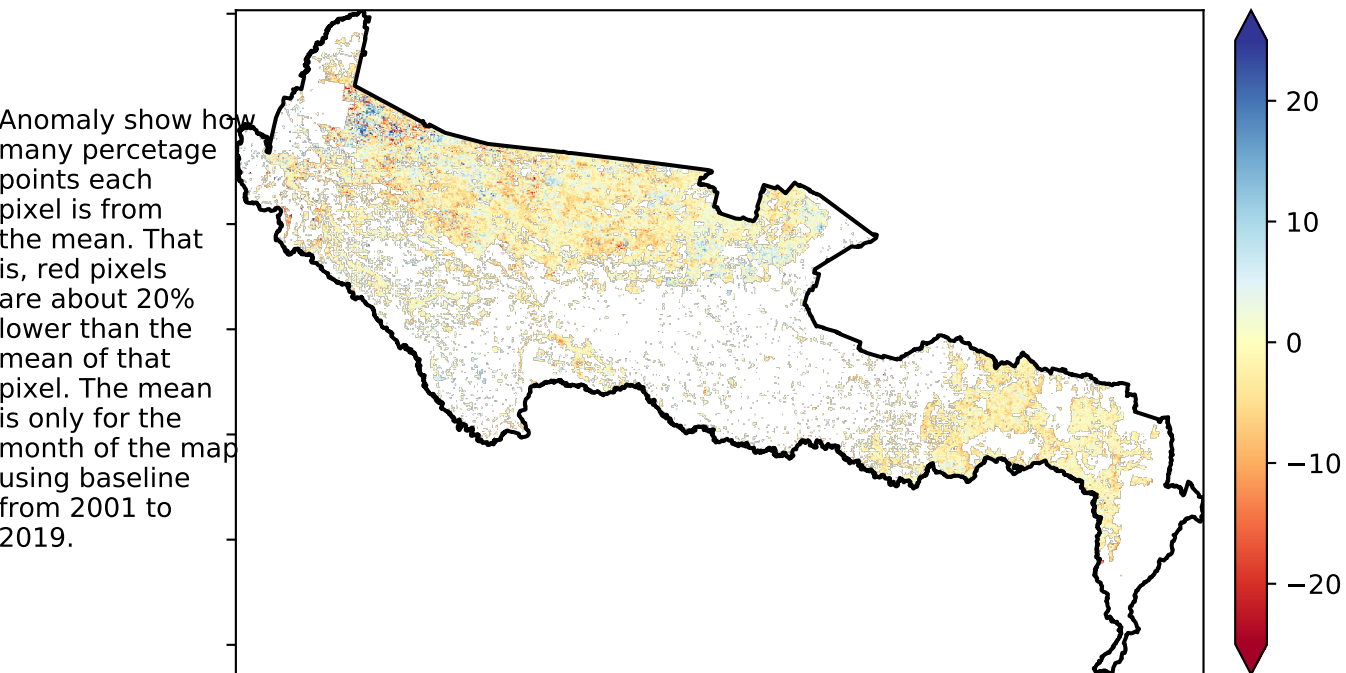 Anomaly show how
many percetage
points each
pixel is from
the mean. That
is, red pixels
are about 20%
lower than the
mean of that
pixel. The mean
is only for the
month of the map
using baseline
from 2001 to
2019.
20
10
0
−10
−20